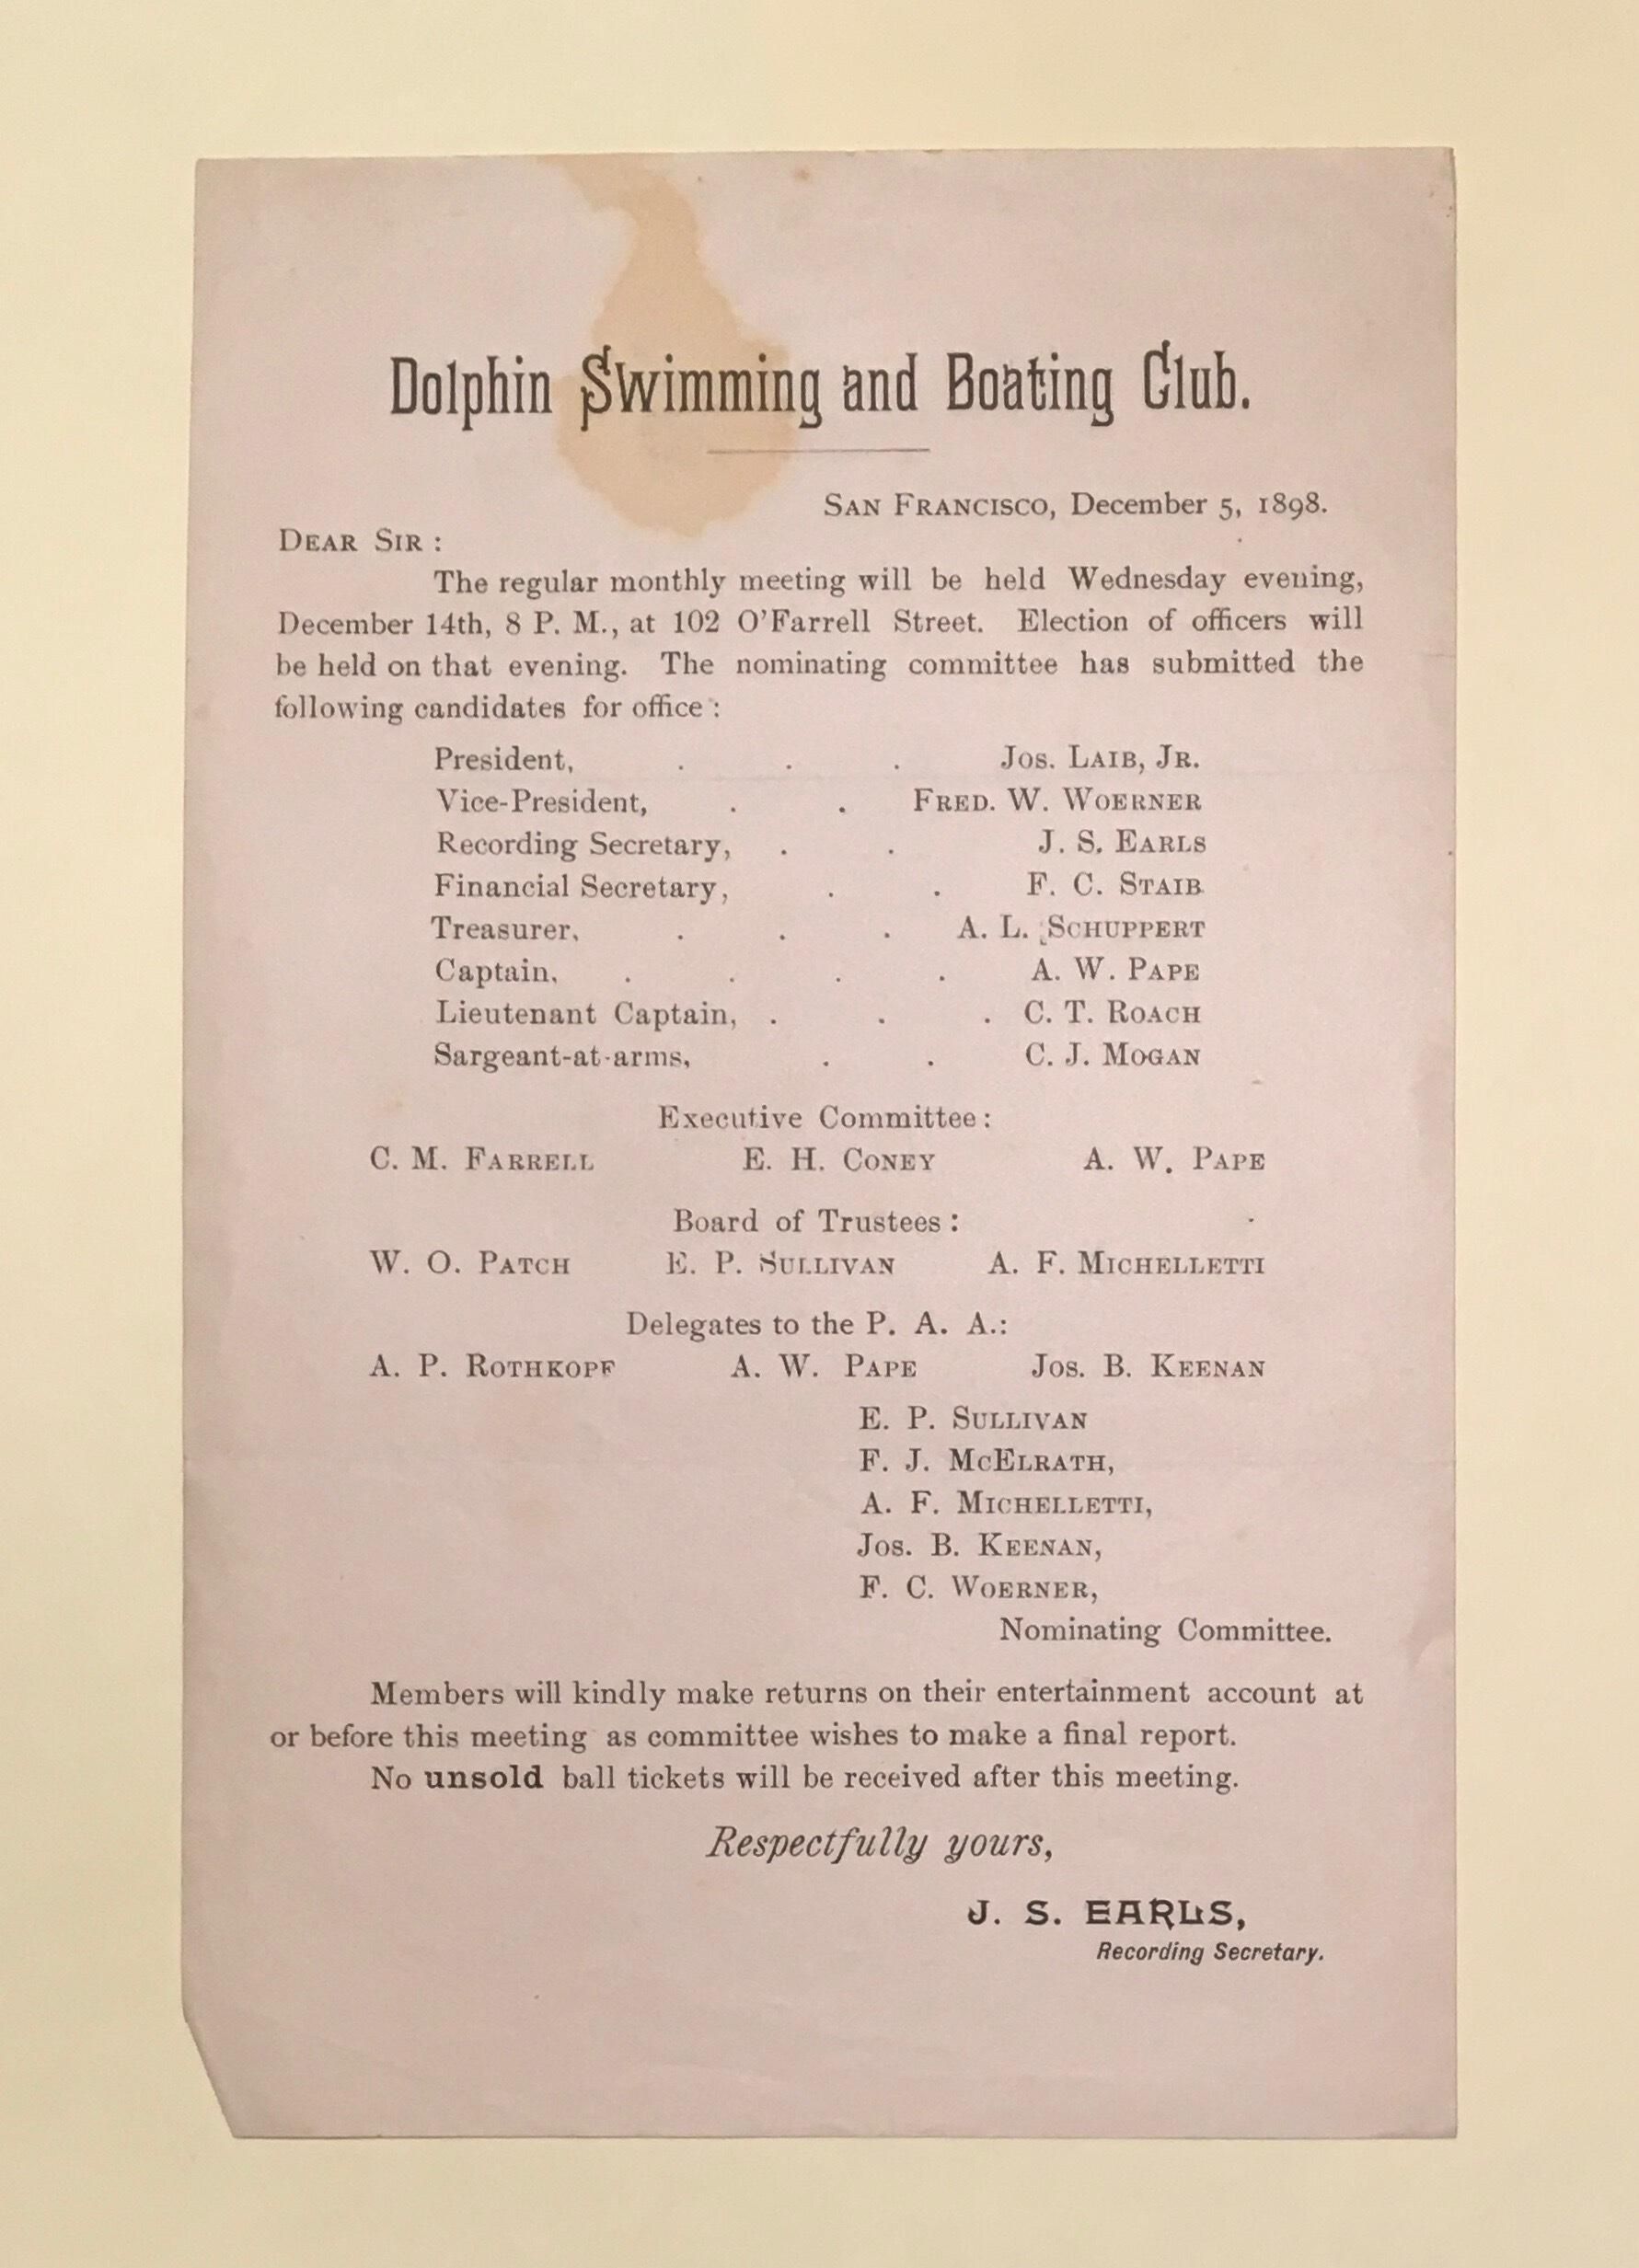 Dolphin Swimming and Boating Club.
San Francisco, December 5, 1898.
Dear Sir :
The regular monthly meeting will be held Wednesday evening,
December 14th, 8 P. M., at 102 O'Farrell Street. Election of officers will
be held on that evening. The nominating committee has submitted the
following candidates for office :
President, . . . Jos. Laib, Jr.
Vice-President, . . Fred. W. Woerner
Recording Secretary, . . J. S. Earls
Financial Secretary, . . F. C. Staib
Treasurer, . . . A. L. Schuppert
Captain, . . . . A. W. Pape
Lieutenant Captain, . . . C. T. Roach
Sargeant-at-arms, . . C. J. Mogan
Executive Committee:
C. M. Farrell E. H. Coney A. W. Pape
Board of Trustees :
W. O. Patch E. P. Sullivan A. F. Michelletti
Delegates to the P. A. A.:
A. P. Rothkopf A. W. Pape Jos. B. Keenan
E. P. Sullivan
F. J. McElrath,
A. F. Michelletti,
Jos. B. Keenan,
F. C. Woerner,
Nominating Committee.
Members will kindly make returns on their entertainment account at
or before this meeting as committee wishes to make a final report.
No unsold ball tickets will be received after this meeting.
Respectfully yours,
J. S. EARLS,
Recording Secretary.